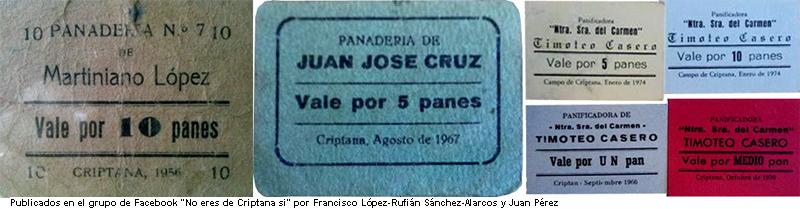 10 PANADERIA N.º 7 10
DE
Martiniano López
Vale por 10 panes
10 CRIPTANA, 1956 10
PANADERIA DE
JUAN JOSE CRUZ
Vale por 5 panes
Criptana, Agosto de 1967
Panificadora
"Ntra. Sra. del Carmen"
Timoteo Casero
Vale por 5 panes
Campo de Criptana, Enero de 1974
Panificadora
"Ntra. Sra. del Carmen"
Timoteo Casero
Vale por 10 panes
Campo de Criptana, Enero de 1974
PANIFICADORA DE
- Ntra. Sra. del Carmen -
TIMOTEO CASERO
Vale por UN pan
Criptan - Septiembre 1966
PANIFICADORA
"Ntra. Sra. del Carmen"
TIMOTEO CASERO
Vale por MEDIO pan
Criptana, Octubre de
Publicados en el grupo de Facebook "No eres de Criptana si" por Francisco López-Rufián Sánchez-Alarcos y Juan Pérez